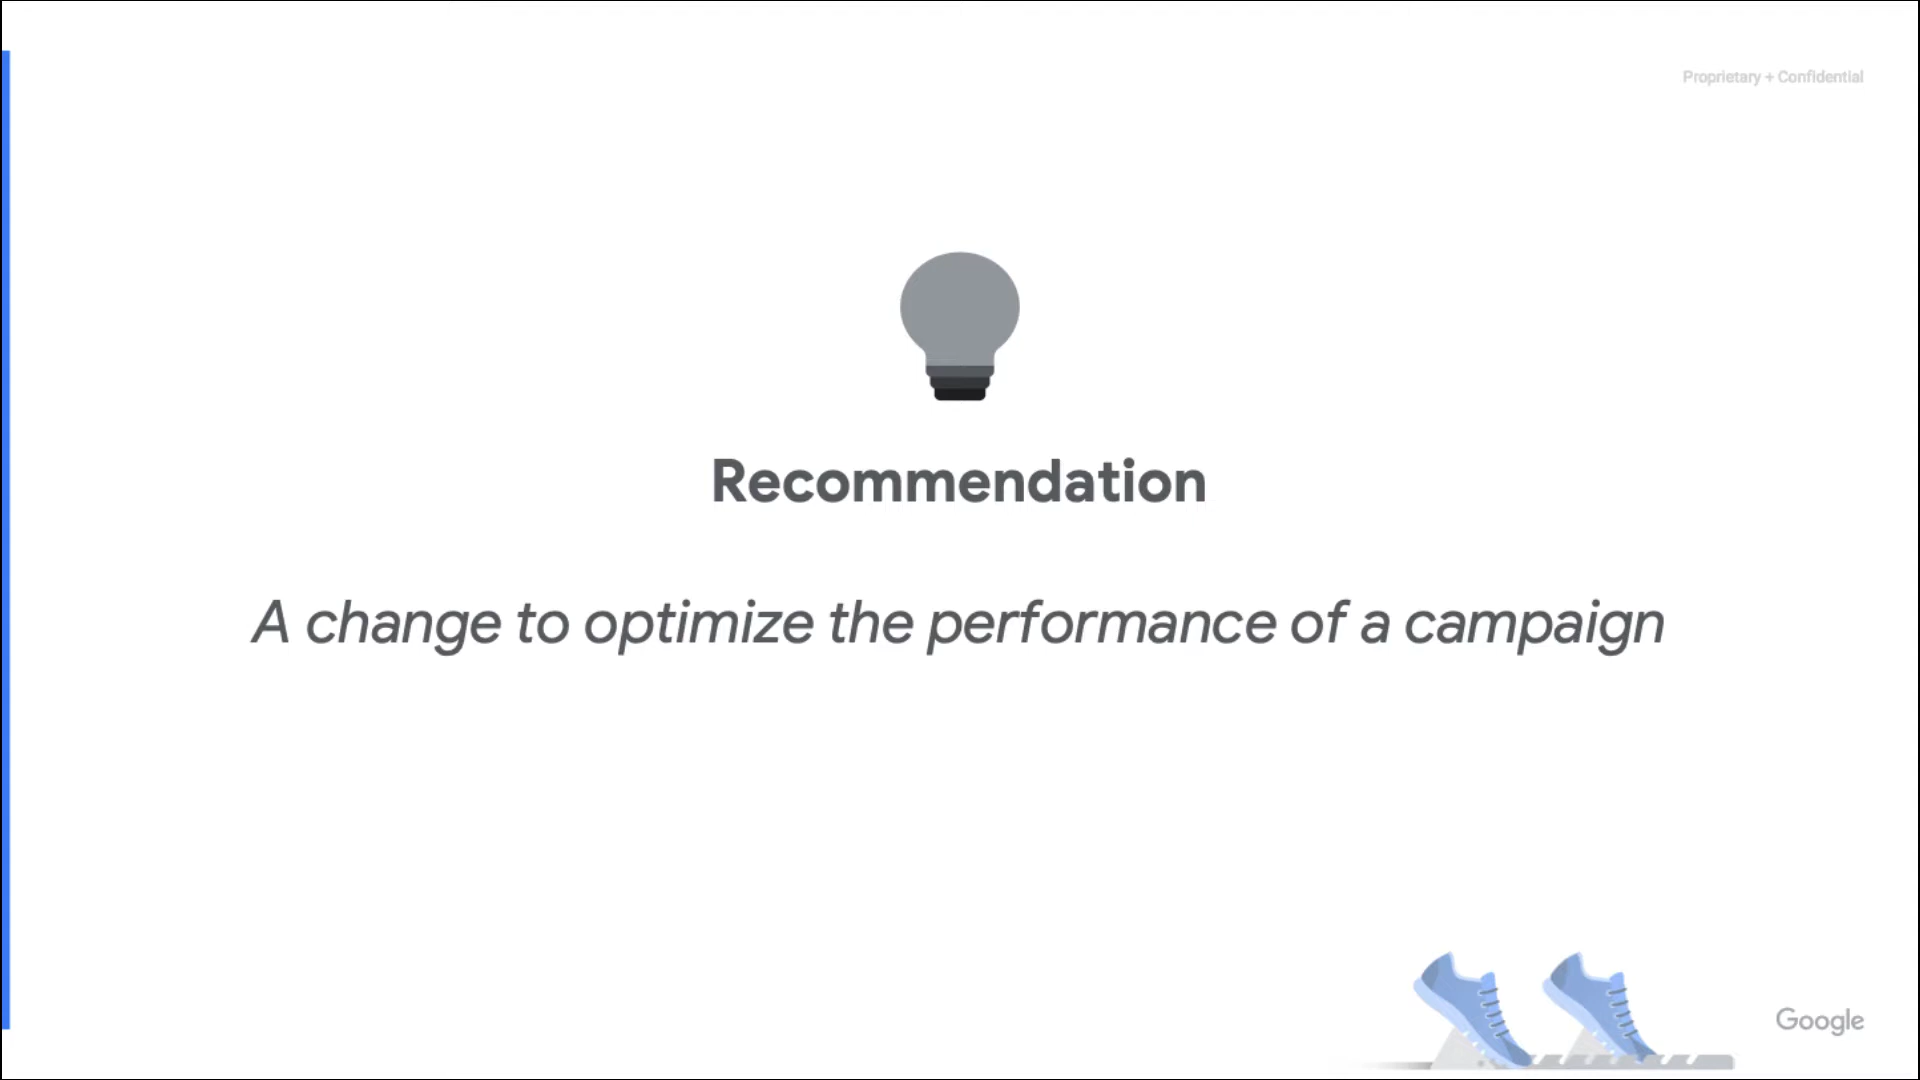 Proprietary + Confidential
Recommendation
A change to optimize the performance of a campaign
Google